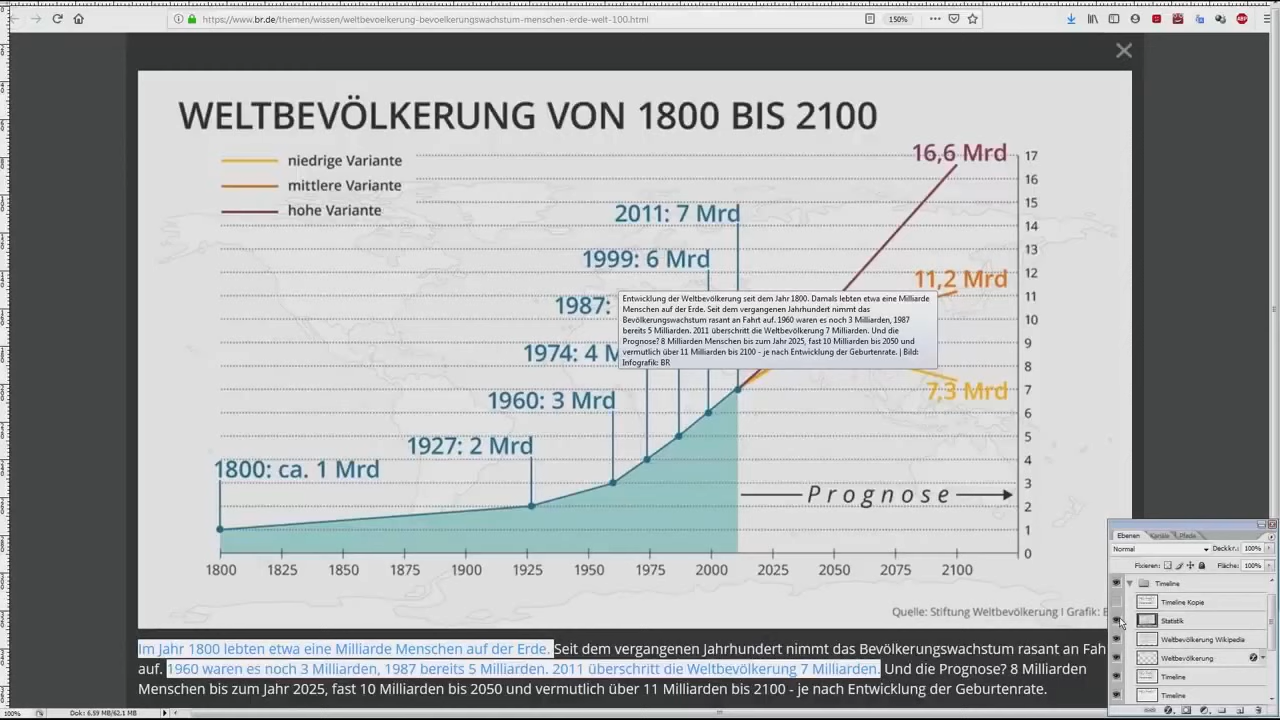 https://www.br.de/themen/wissen/weltbevoelkerung-bevoelkerungswachstum-menschen-erde-welt-100.html
150%
WELTBEVÖLKERUNG VON 1800 BIS 2100
niedrige Variante
mittlere Variante
hohe Variante
16,6 Mrd
17
16
15
14
13
12
11
10
9
8
7
6
5
4
3
2
1
0
2011: 7 Mrd
1999: 6 Mrd
11,2 Mrd
1987:
Entwicklung der Weltbevölkerung seit dem Jahr 1800. Damals lebten etwa eine Milliarde
Menschen auf der Erde. Seit dem vergangenen Jahrhundert nimmt das
Bevölkerungswachstum rasant an Fahrt auf. 1960 waren es noch 3 Milliarden, 1987
bereits 5 Milliarden. 2011 überschritt die Weltbevölkerung 7 Milliarden. Und die
Prognose? 8 Milliarden Menschen bis zum Jahr 2025, fast 10 Milliarden bis 2050 und
vermutlich über 11 Milliarden bis 2100 - je nach Entwicklung der Geburtenrate. | Bild:
Infografik: BR
1974: 4 M
7,3 Mrd
1960: 3 Mrd
1927: 2 Mrd
1800: ca. 1 Mrd
Prognose
1800 1825 1850 1875 1900 1925 1950 1975 2000 2025 2050 2075 2100
Quelle: Stiftung Weltbevölkerung I Grafik: B
Im Jahr 1800 lebten etwa eine Milliarde Menschen auf der Erde. Seit dem vergangenen Jahrhundert nimmt das Bevölkerungswachstum rasant an Fah
auf. 1960 waren es noch 3 Milliarden, 1987 bereits 5 Milliarden. 2011 überschritt die Weltbevölkerung 7 Milliarden. Und die Prognose? 8 Milliarden
Menschen bis zum Jahr 2025, fast 10 Milliarden bis 2050 und vermutlich über 11 Milliarden bis 2100 - je nach Entwicklung der Geburtenrate.
Ebenen Kanäle Pfade
Normal Deckkr.: 100%
Fixieren: Fläche: 100%
Timeline
Timeline Kopie
Statistik
Weltbevölkerung Wikipedia
Weltbevölkerung
Timeline
Timeline
100% Dok: 6.59 MB/62.1 MB